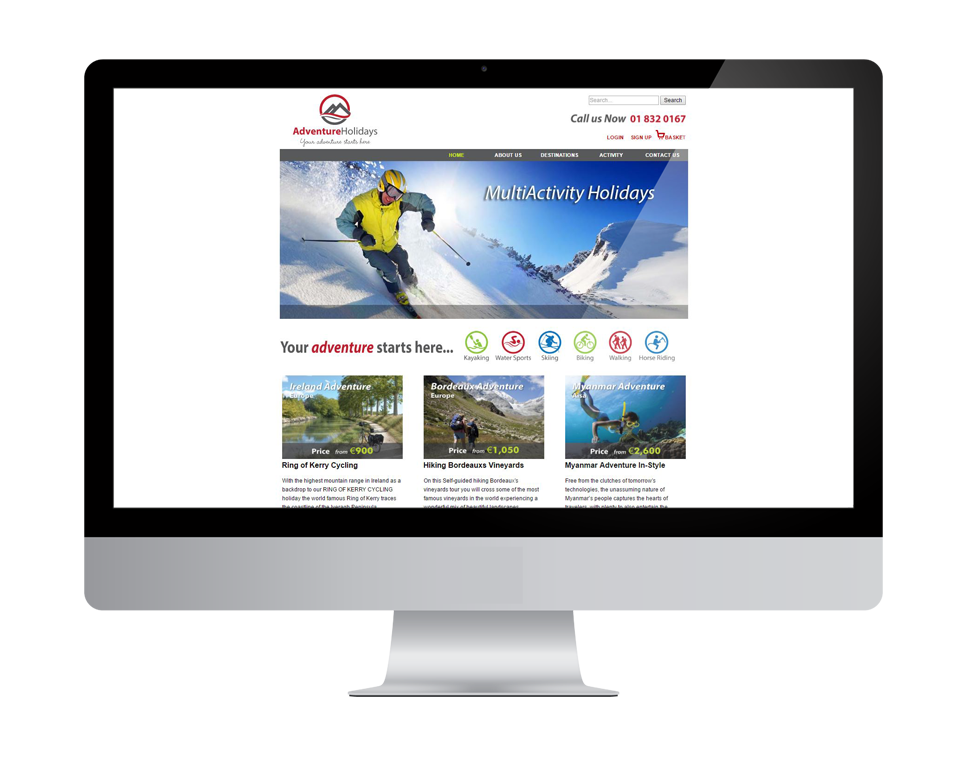 Search... Search
Call us Now 01 832 0167
LOGIN SIGN UP BASKET
AdventureHolidays
Your adventure starts here
HOME ABOUT US DESTINATIONS ACTIVITY CONTACT US
MultiActivity Holidays
Your adventure starts here...
Kayaking Water Sports Skiing Biking Walking Horse Riding
Ireland Adventure
Europe
Price from €900
Ring of Kerry Cycling
With the highest mountain range in Ireland as a
backdrop to our RING OF KERRY CYCLING
holiday the world famous Ring of Kerry traces
the coastline of the Iveragh Peninsula
Bordeaux Adventure
Europe
Price from €1,050
Hiking Bordeauxs Vineyards
On this Self-guided hiking Bordeaux's
vineyards tour you will cross some of the most
famous vineyards in the world experiencing a
wonderful mix of beautiful landscapes
Myanmar Adventure
Aisa
Price from €2,600
Myanmar Adventure In-Style
Free from the clutches of tomorrow's
technologies, the unassuming nature of
Myanmar's people captures the hearts of
travelers, with plenty to also entertain the